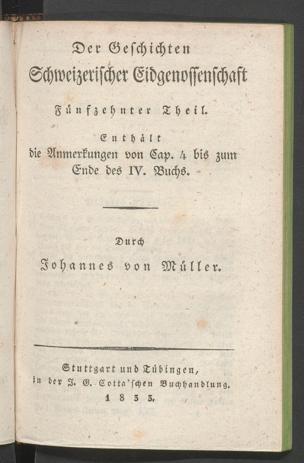 Der Geschichten
Schweizerischer Eidgenossenschaft
Fünfzehnter Theil.
Enthält
die Anmerkungen von Cap. 4 bis zum
Ende des IV. Buchs.
Durch
Johannes von Müller.
Stuttgart und Tübingen,
in der J. G. Cotta'schen Buchhandlung.
1833.